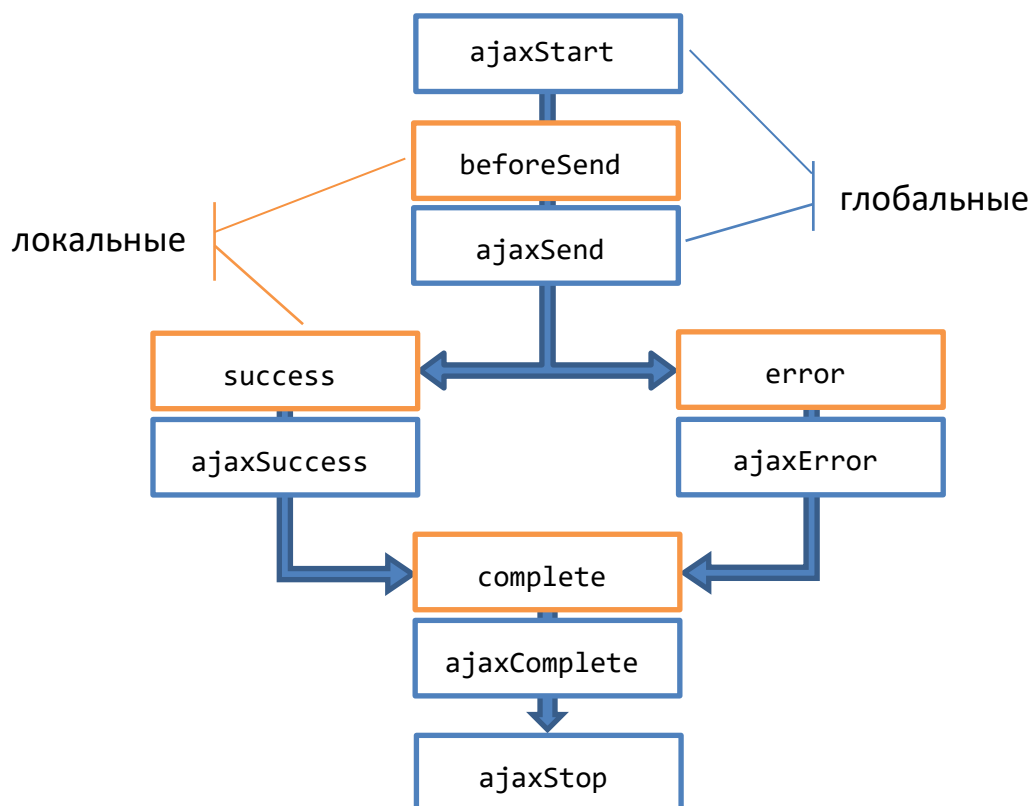 ajaxStart
beforeSend
глобальные
локальные
ajaxSend
success
error
ajaxSuccess
ajaxError
complete
ajaxComplete
ajaxStop